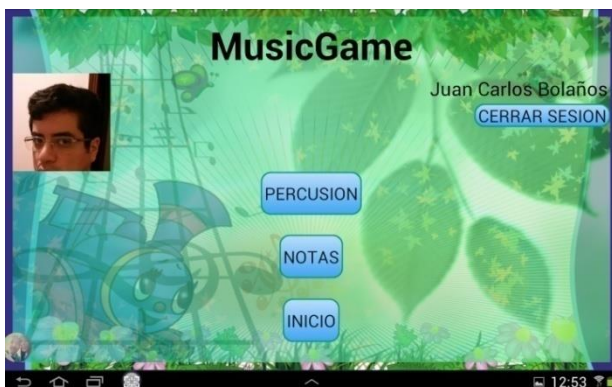 MusicGame
Juan Carlos Bolaños
CERRAR SESION
PERCUSION
NOTAS
INICIO
12:53